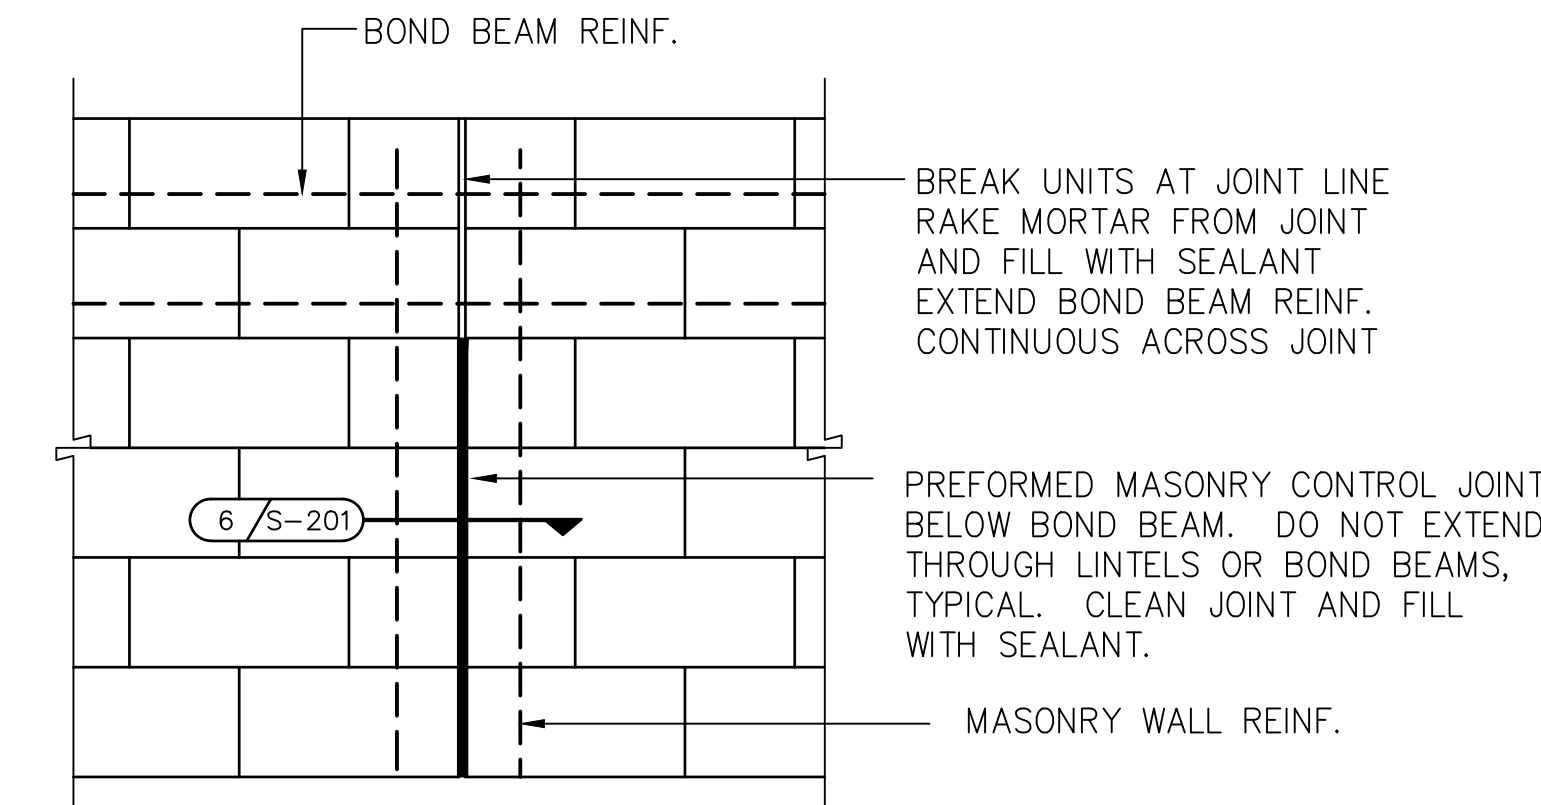 BOND BEAM REINF.
BREAK UNITS AT JOINT LINE
RAKE MORTAR FROM JOINT
AND FILL WITH SEALANT
EXTEND BOND BEAM REINF.
CONTINUOUS ACROSS JOINT
PREFORMED MASONRY CONTROL JOINT
BELOW BOND BEAM. DO NOT EXTEND
THROUGH LINTELS OR BOND BEAMS,
TYPICAL. CLEAN JOINT AND FILL
WITH SEALANT.
6 / S-201
MASONRY WALL REINF.